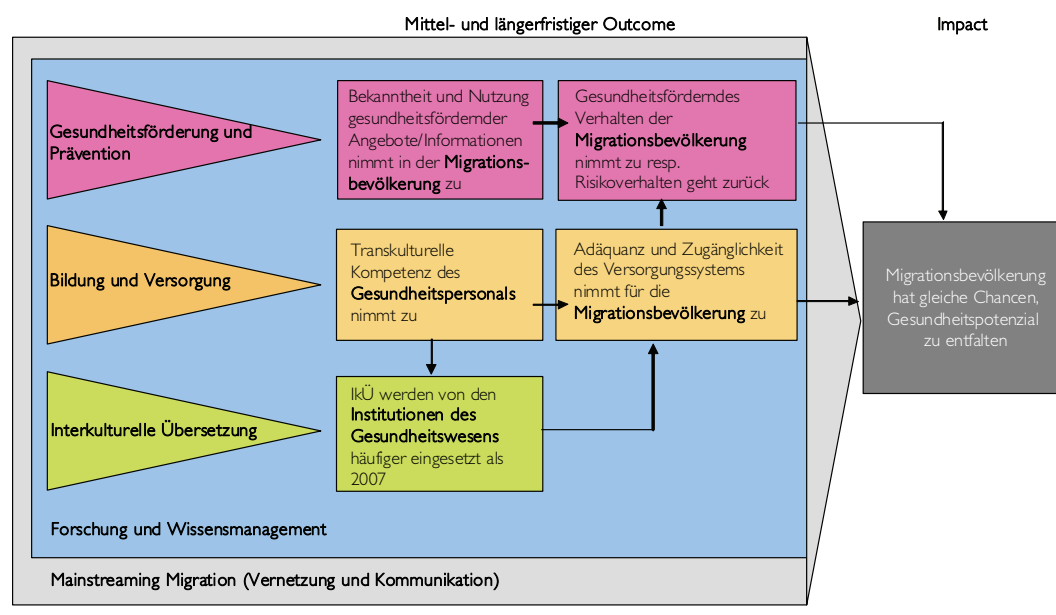 Mittel- und längerfristiger Outcome
Impact
Gesundheitsförderung und
Prävention
Bekanntheit und Nutzung
gesundheitsfördernder
Angebote/Informationen
nimmt in der Migrations-
bevölkerung zu
Gesundheitsförderndes
Verhalten der
Migrationsbevölkerung
nimmt zu resp.
Risikoverhalten geht zurück
Bildung und Versorgung
Transkulturelle
Kompetenz des
Gesundheitspersonals
nimmt zu
Adäquanz und Zugänglichkeit
des Versorgungssystems
nimmt für die
Migrationsbevölkerung zu
Migrationsbevölkerung
hat gleiche Chancen,
Gesundheitspotenzial
zu entfalten
Interkulturelle Übersetzung
IkÜ werden von den
Institutionen des
Gesundheitswesens
häufiger eingesetzt als
2007
Forschung und Wissensmanagement
Mainstreaming Migration (Vernetzung und Kommunikation)